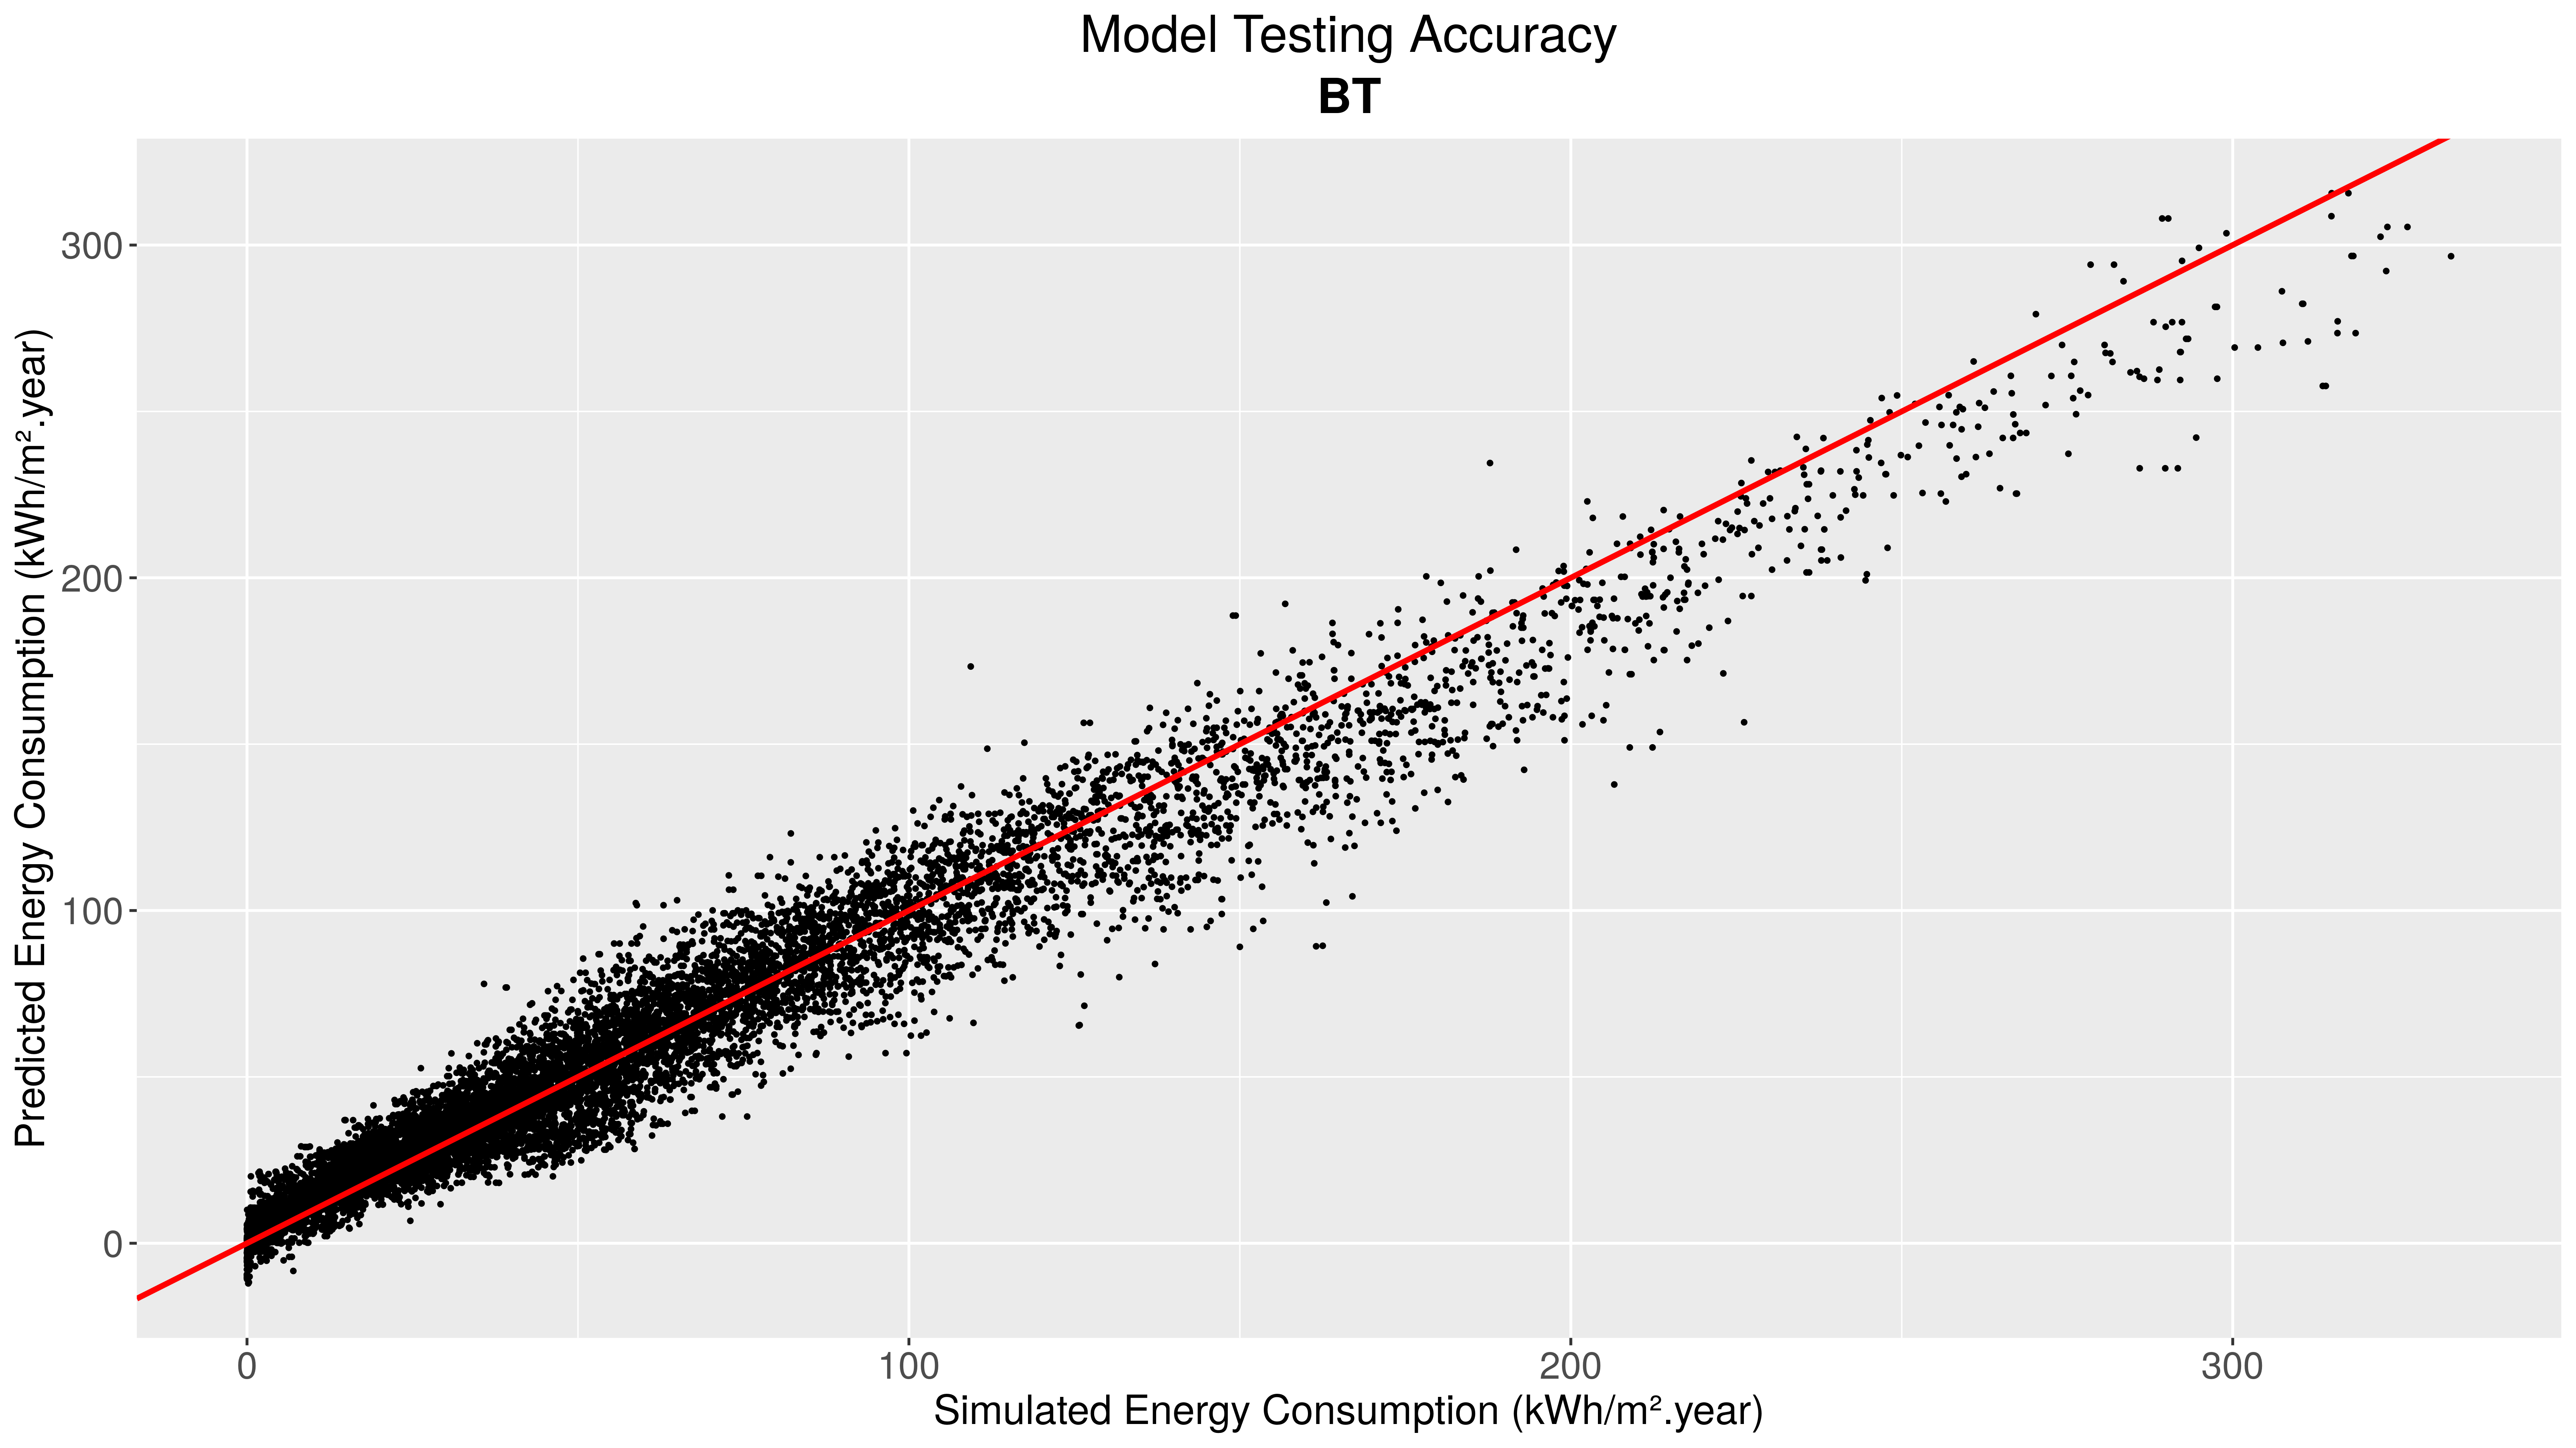 Model Testing Accuracy
BT
Predicicted Energy Consumption (kWh/m².year)
300
200
100
0
0 100 200 300
Simulated Energy Consumption (kWh/m².year)